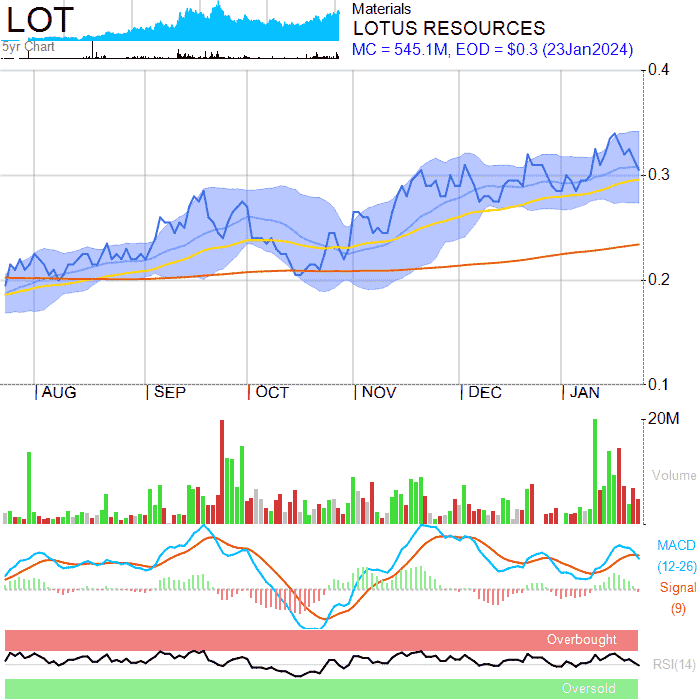 LOT
5yr Chart
Materials
LOTUS RESOURCES
MC = 545.1M, EOD = $0.3 (23Jan2024)
0.4
0.3
0.2
0.1
AUG
SEP
OCT
NOV
DEC
JAN
20M
Volume
MACD
(12-26)
Signal
(9)
Overbought
RSI(14)
Oversold